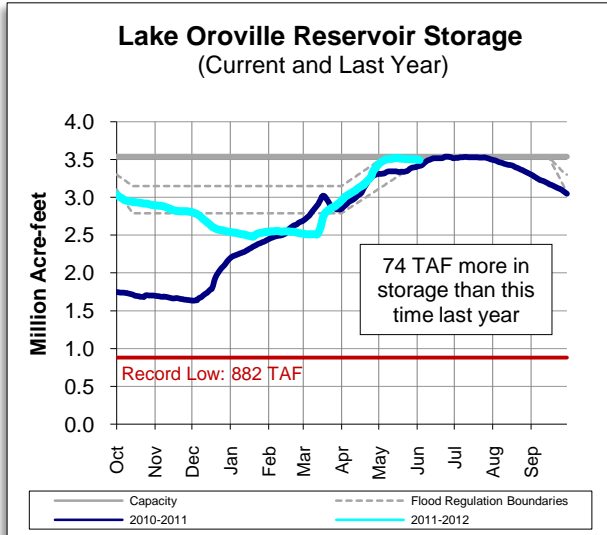 Lake Oroville Reservoir Storage
(Current and Last Year)
Million Acre-feet
4.0
3.5
3.0
2.5
2.0
1.5
1.0
0.5
0.0
74 TAF more in
storage than this
time last year
Record Low: 882 TAF
Oct
Nov
Dec
Jan
Feb
Mar
Apr
May
Jun
Jul
Aug
Sep
Capacity
Flood Regulation Boundaries
2010-2011
2011-2012